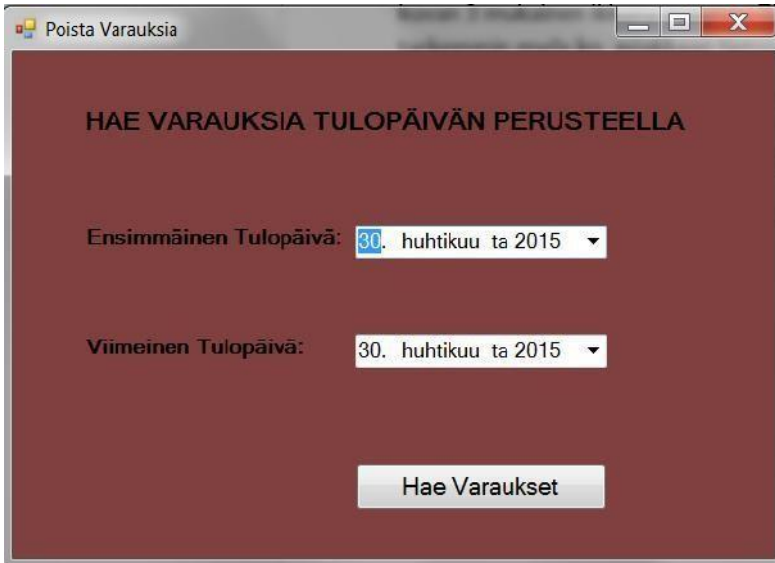 Poista Varauksia
HAE VARAUKSIA TULOPÄIVÄN PERUSTEELLA
Ensimmäinen Tulopäivä: 30. huhtikuu ta 2015
Viimeinen Tulopäivä: 30. huhtikuu ta 2015
Hae Varaukset